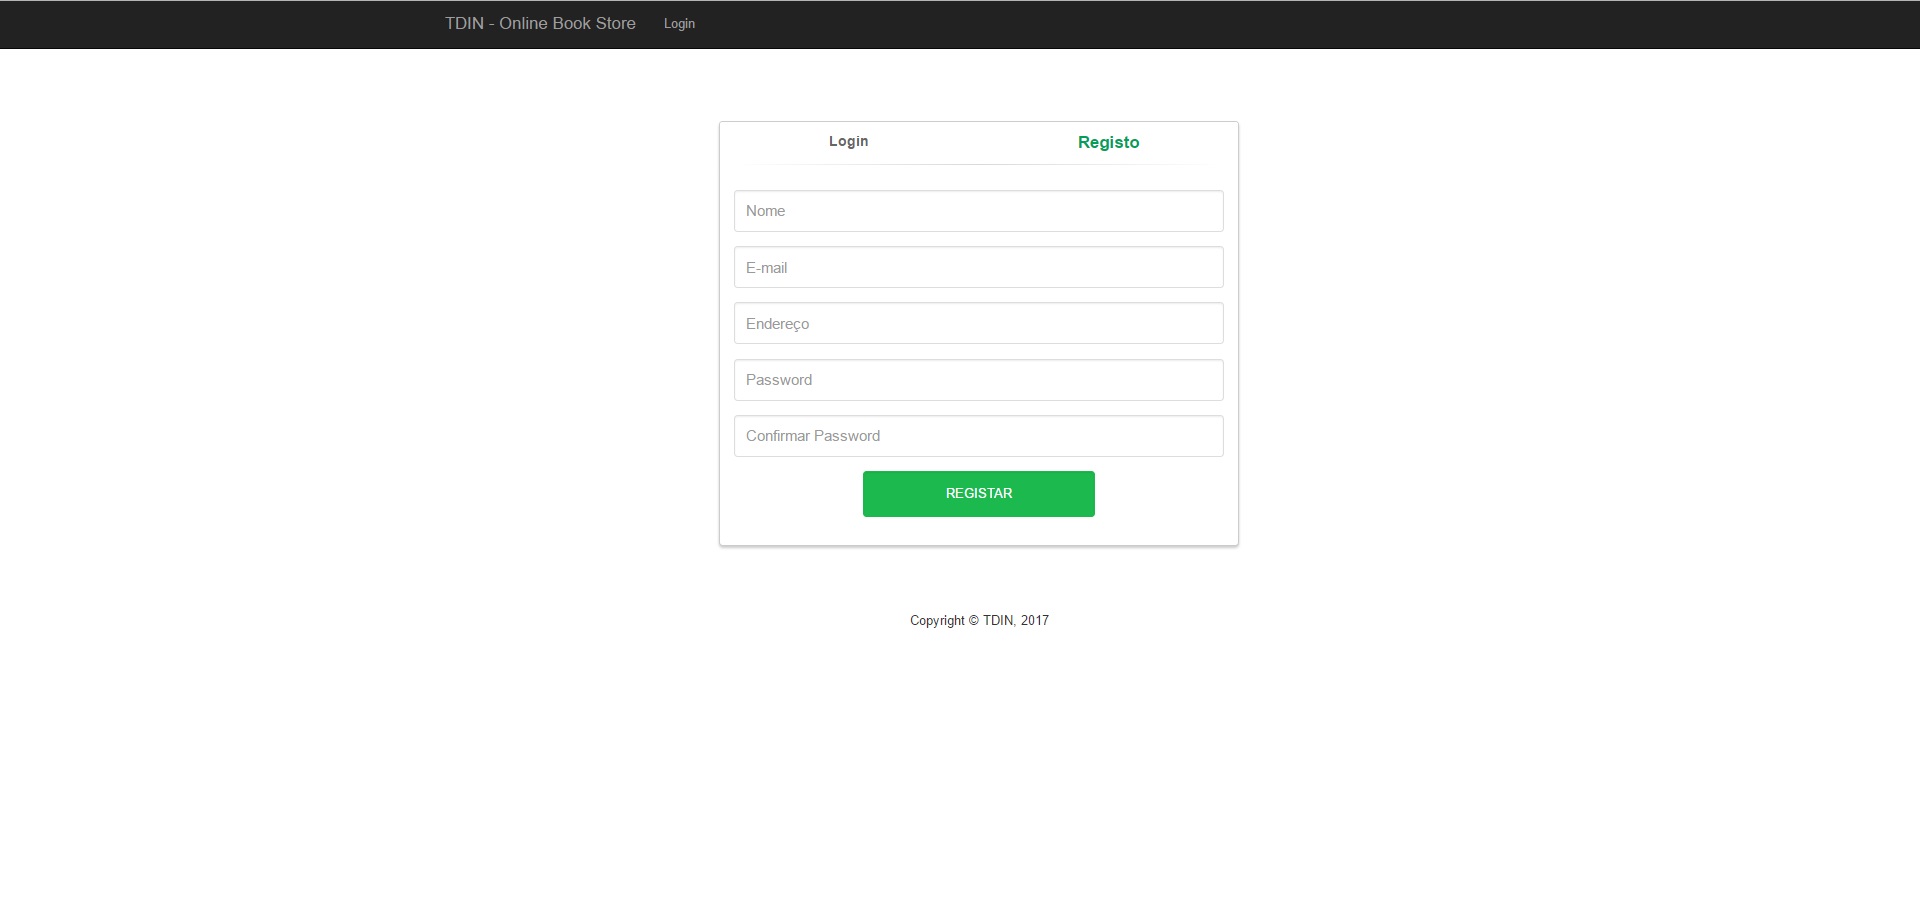 TDIN - Online Book Store Login
Login Registo
Nome
E-mail
Endereço
Password
Confirmar Password
REGISTAR
Copyright © TDIN, 2017